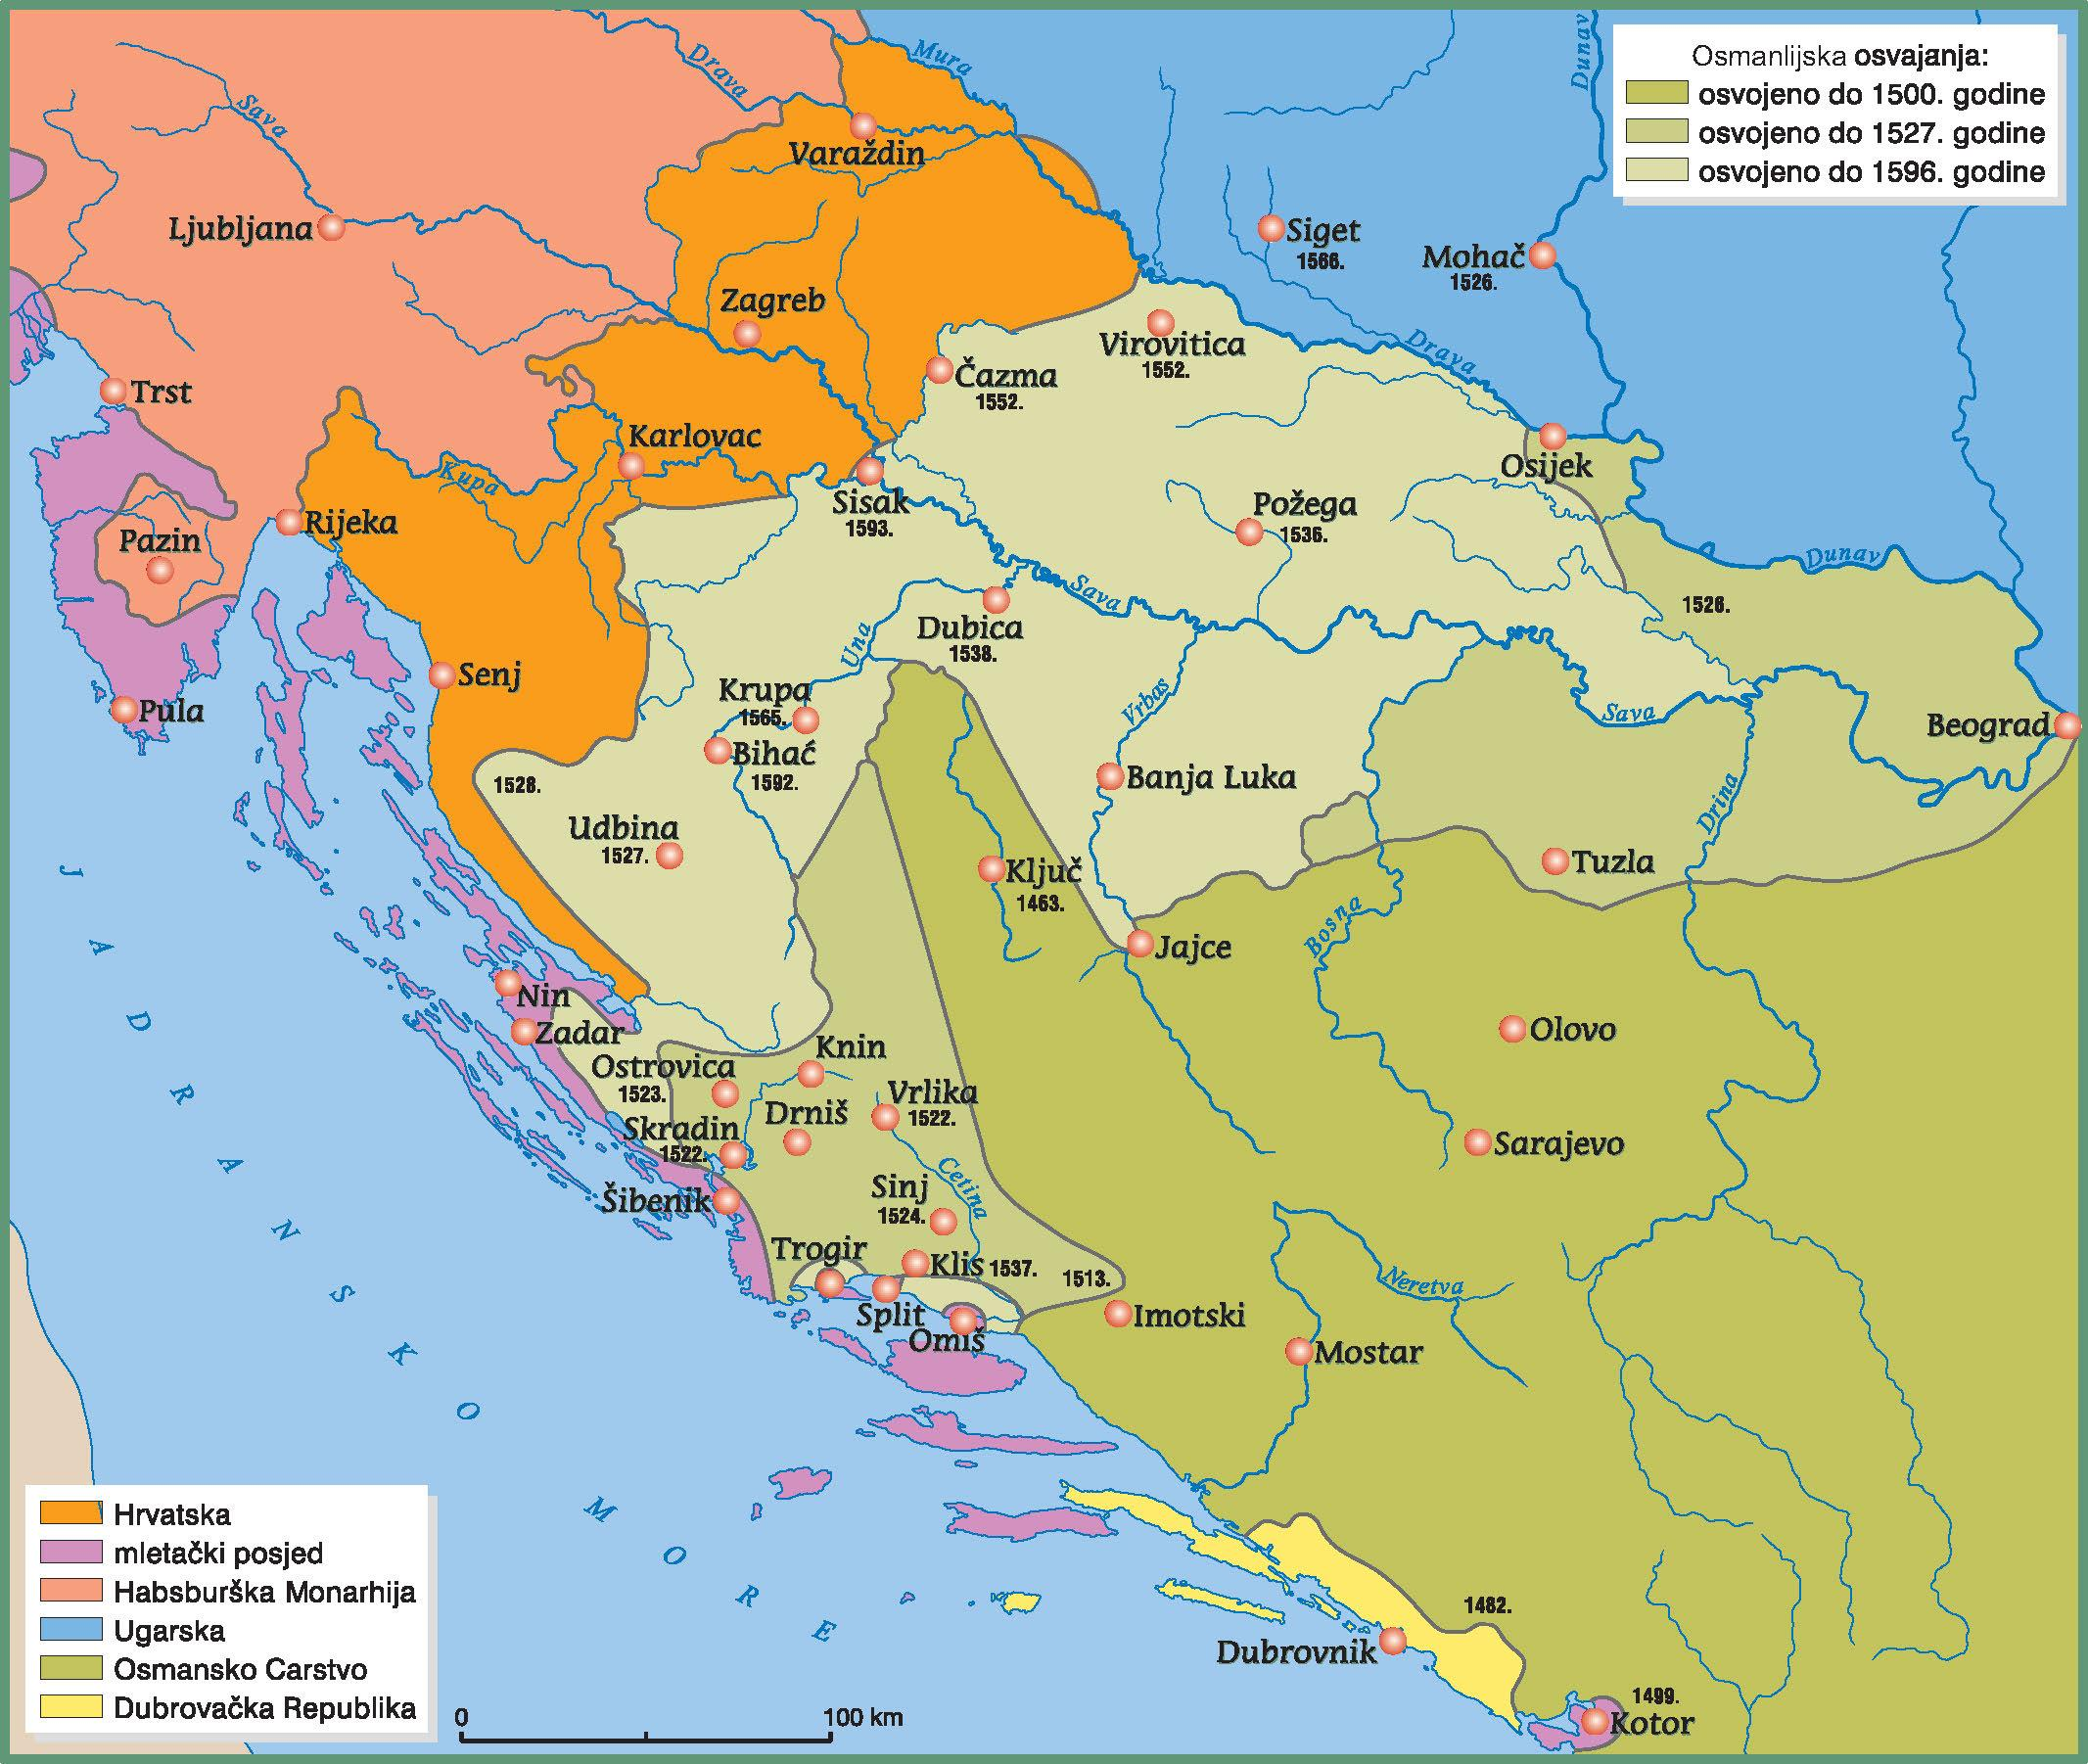 Osmanlijska osvajanja:
osvojeno do 1500. godine
osvojeno do 1527. godine
osvojeno do 1596. godine
Dunav
Mura
Drava
Sava
Varaždin
Ljubljana
Siget
1566.
Mohač
1526.
Zagreb
Virovitica
1552.
Drava
Čazma
1552.
Trst
Karlovac
Kupa
Osijek
Sisak
1593.
Požega
1536.
Rijeka
Pazin
Dunav
Sava
1526.
Dubica
1538.
Una
Senj
Krupa
1565.
Vrbas
Pula
Sava
Beograd
Bihać
1592.
1528.
Banja Luka
Drina
Udbina
1527.
Tuzla
Ključ
1463.
Bosna
Jajce
Nin
Zadar
Olovo
Knin
Ostrovica
1523.
Vrlika
1522.
Drniš
Skradin
1522.
Sarajevo
Cetina
Sinj
1524.
Šibenik
Trogir
Klis 1537.
1513.
Neretva
Split
Omiš
Imotski
Mostar
JADRANSKO MORE
1482.
Dubrovnik
1499.
Kotor
Hrvatska
mletački posjed
Habsburška Monarhija
Ugarska
Osmansko Carstvo
Dubrovačka Republika
0
100 km